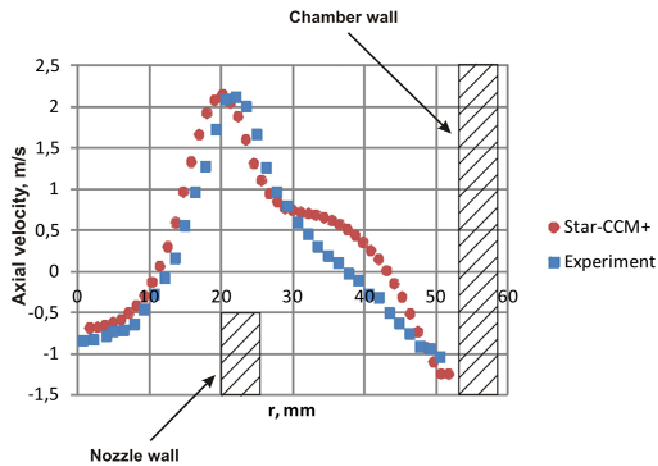 Chamber wall
2,5
2
1,5
1
0,5
0
-0,5
-1
-1,5
Axial velocity, m/s
0 10 20 30 40 50 60
r, mm
Nozzle wall
Star-CCM+
Experiment